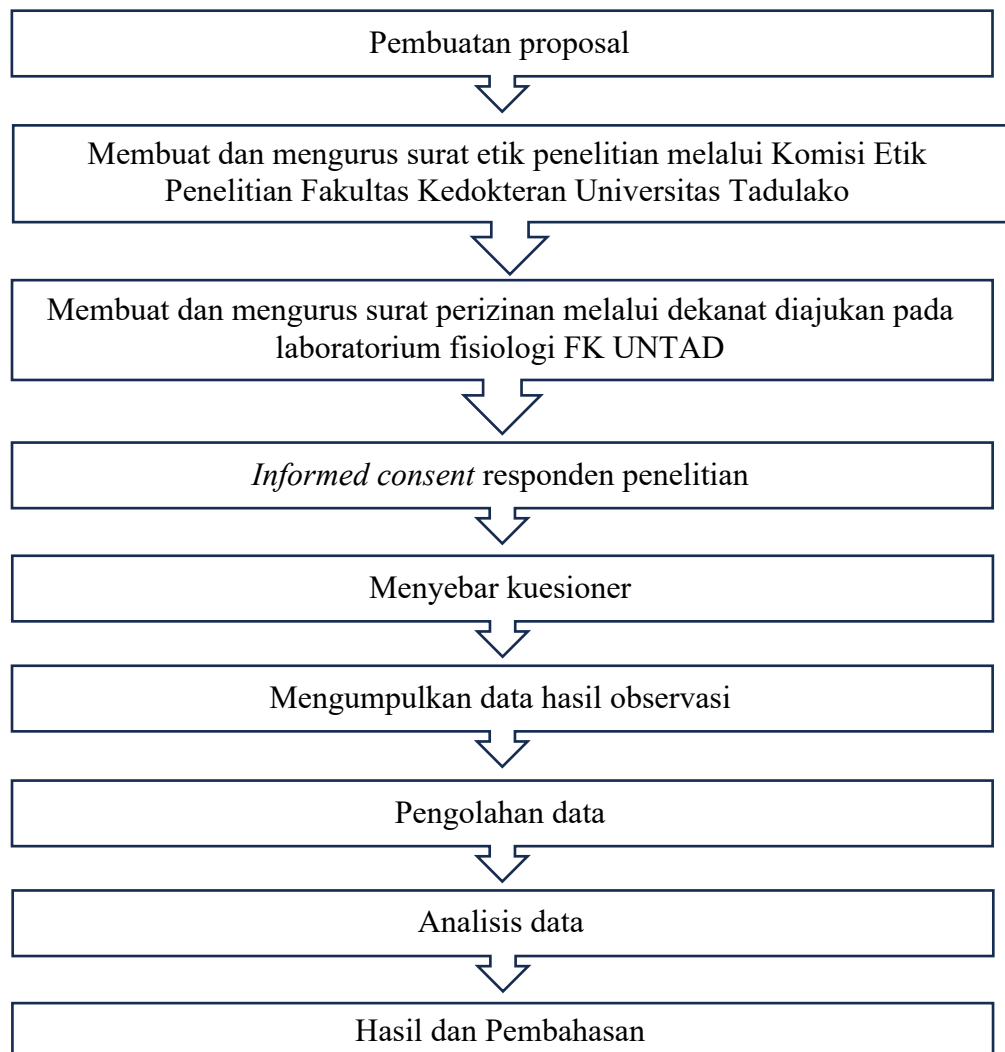 Pembuatan proposal
Membuat dan mengurus surat etik penelitian melalui Komisi Etik
Penelitian Fakultas Kedokteran Universitas Tadulako
Membuat dan mengurus surat perizinan melalui dekanat diajukan pada
laboratorium fisiologi FK UNTAD
Informed consent responden penelitian
Menyebar kuesioner
Mengumpulkan data hasil observasi
Pengolahan data
Analisis data
Hasil dan Pembahasan